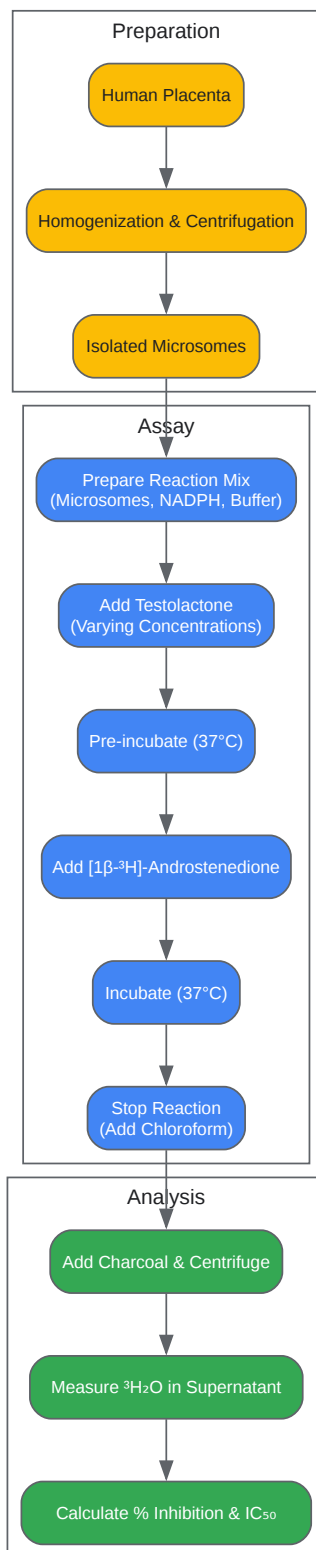 Preparation
Human Placenta
Homogenization & Centrifugation
Isolated Microsomes
Assay
Prepare Reaction Mix
(Microsomes, NADPH, Buffer)
Add Testolactone
(Varying Concentrations)
Pre-incubate (37°C)
Add [1β-³H]-Androstenedione
Incubate (37°C)
Stop Reaction
(Add Chloroform)
Analysis
Add Charcoal & Centrifuge
Measure ³H₂O in Supernatant
Calculate % Inhibition & IC₅₀